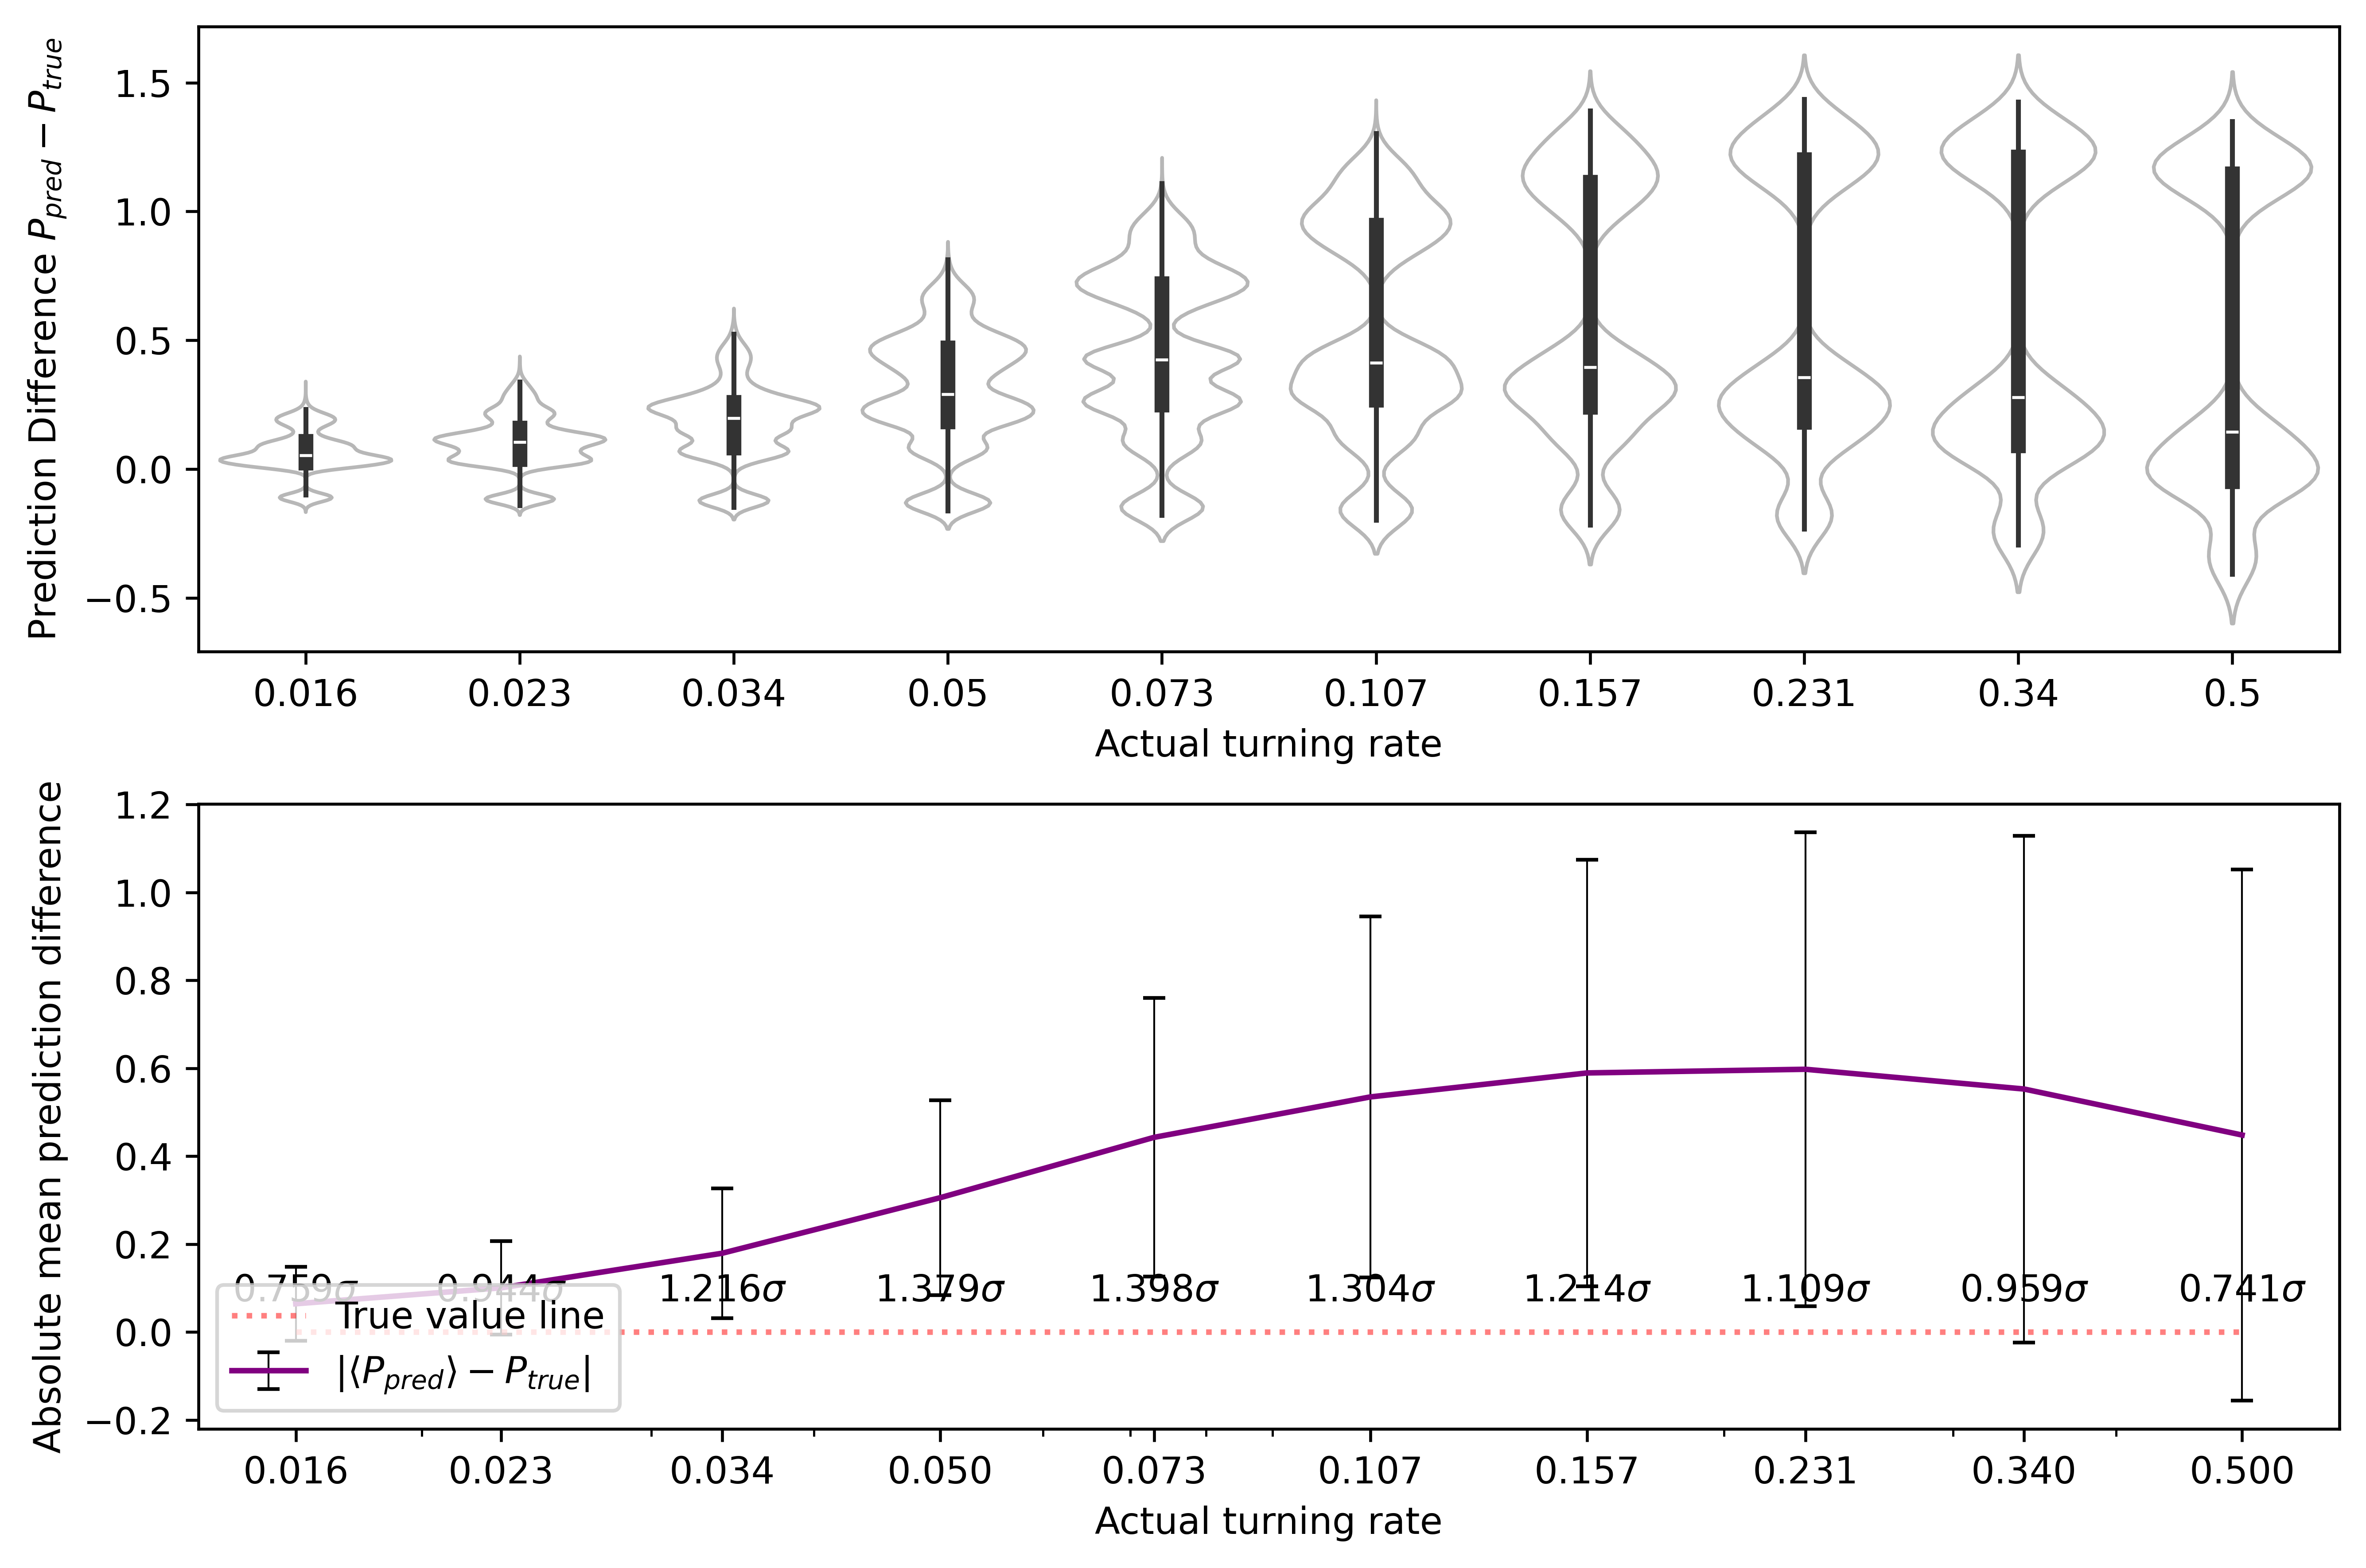 Prediction Difference P_pred − P_true
1.5
1.0
0.5
0.0
−0.5
0.016 0.023 0.034 0.05 0.073 0.107 0.157 0.231 0.34 0.5
Actual turning rate
Absolute mean prediction difference
1.2
1.0
0.8
0.6
0.4
0.2
0.0
−0.2
0.759σ 0.944σ 1.216σ 1.379σ 1.398σ 1.304σ 1.214σ 1.109σ 0.959σ 0.741σ
True value line
|⟨P_pred⟩ − P_true|
0.016 0.023 0.034 0.050 0.073 0.107 0.157 0.231 0.340 0.500
Actual turning rate